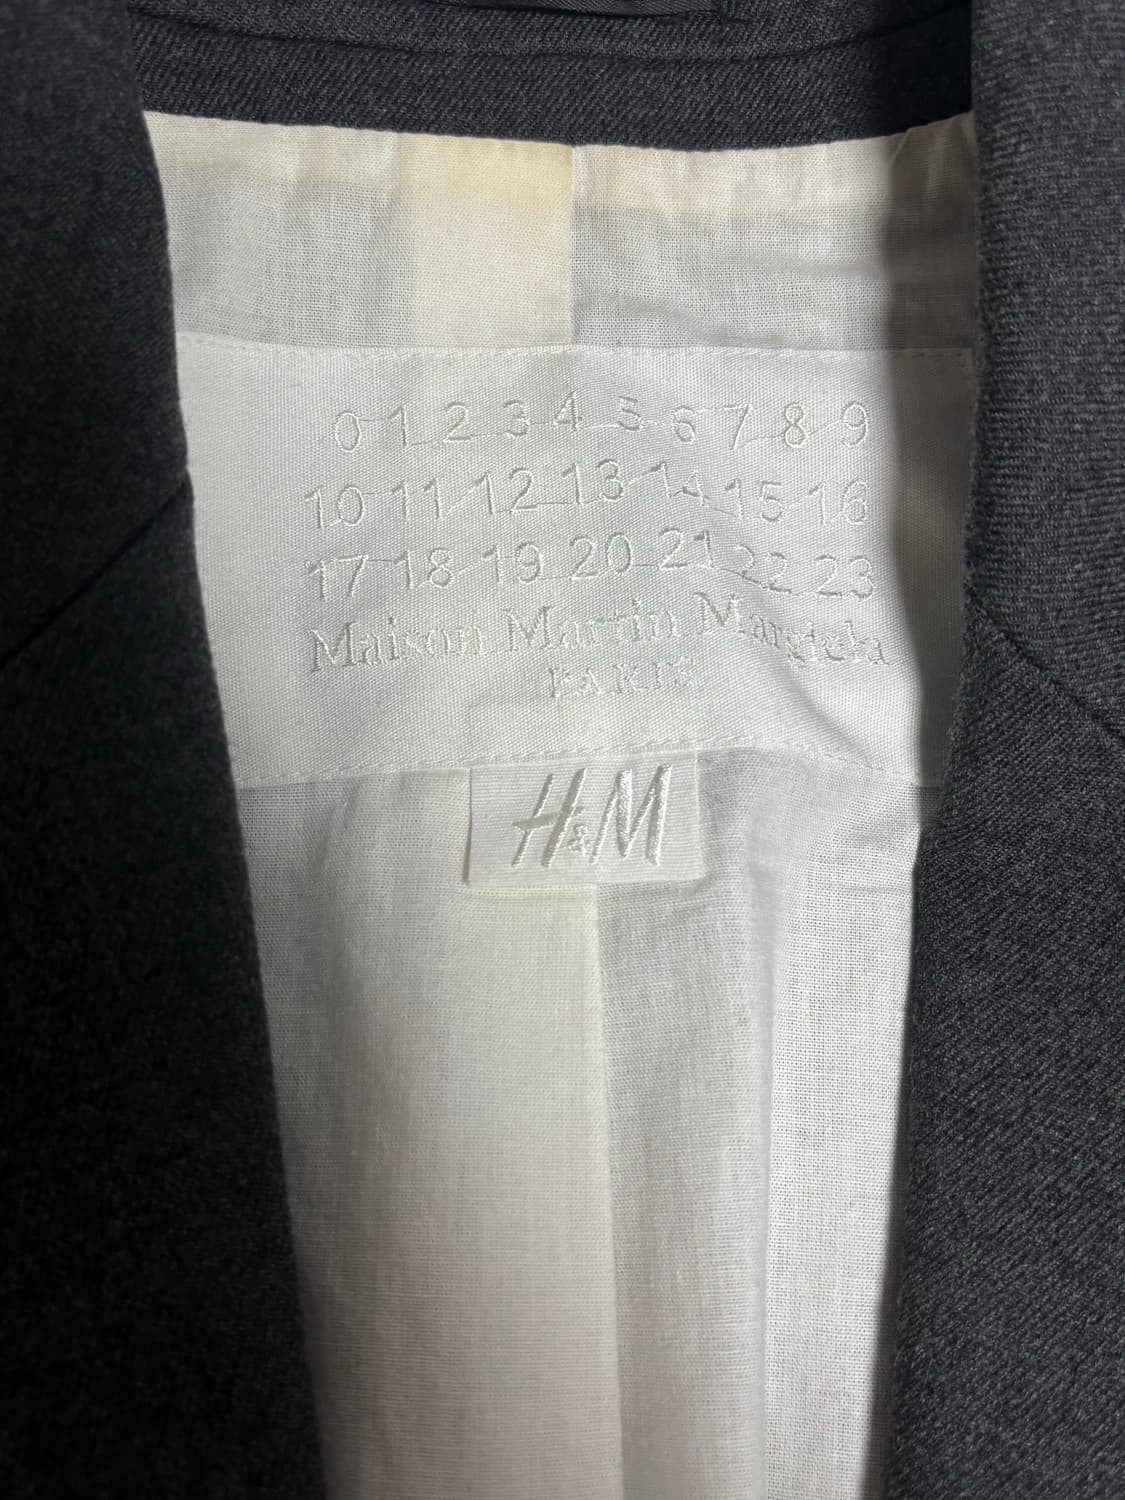 0 1 2 3 4 5 6 7 8 9
10 11 12 13 14 15 16
17 18 19 20 21 22 23
Maison Martin Margiela
PARIS
H&M